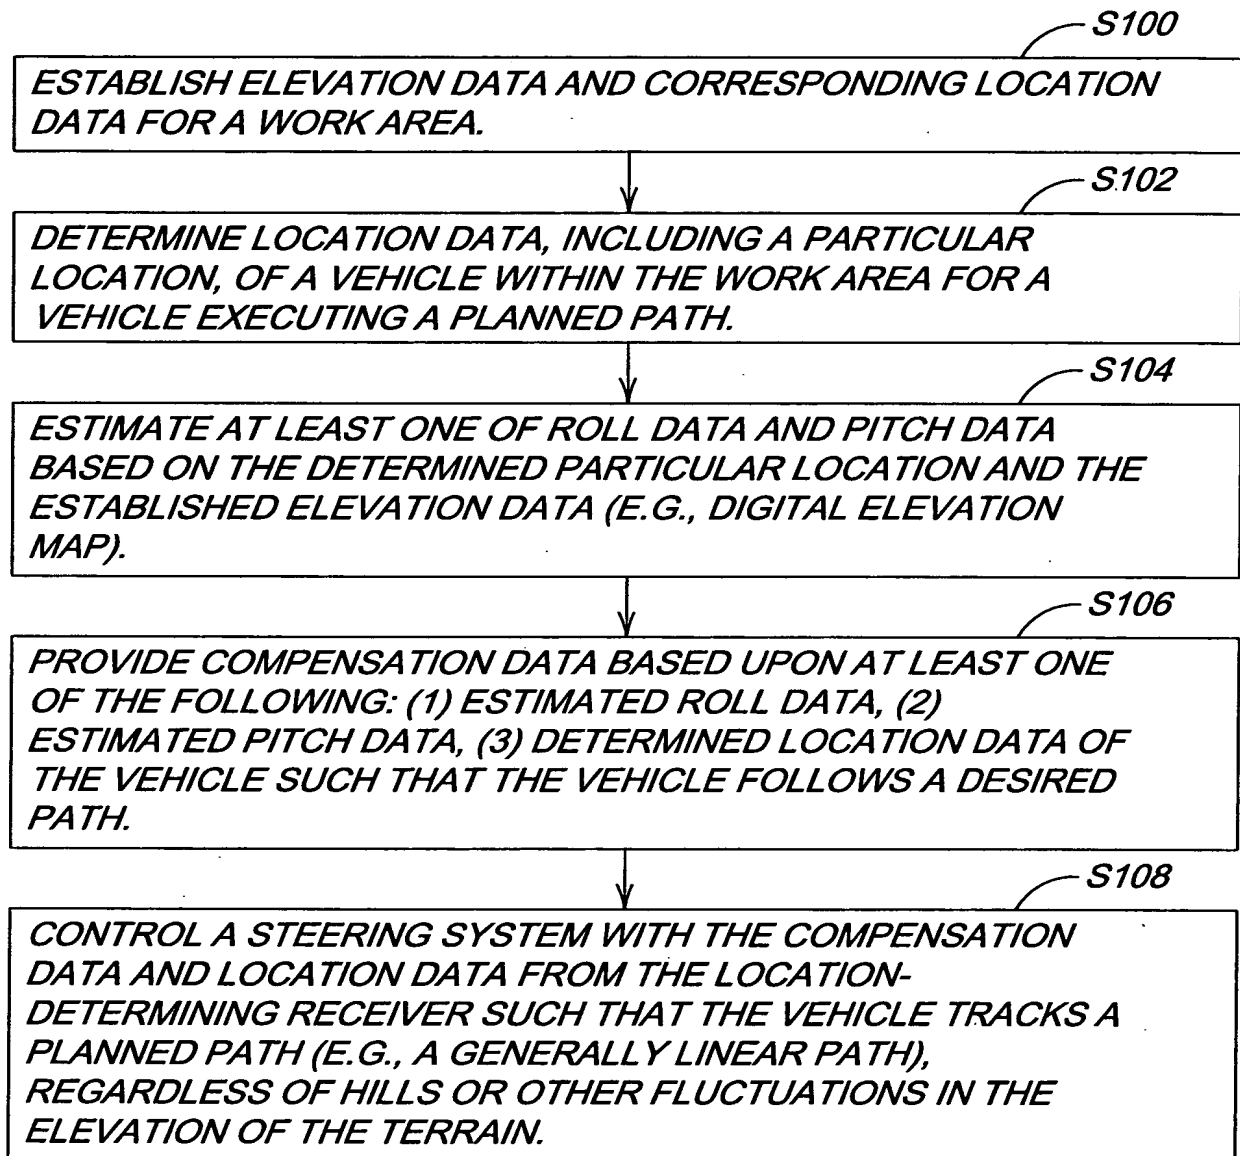 S100
ESTABLISH ELEVATION DATA AND CORRESPONDING LOCATION
DATA FOR A WORK AREA.
S102
DETERMINE LOCATION DATA, INCLUDING A PARTICULAR
LOCATION, OF A VEHICLE WITHIN THE WORK AREA FOR A
VEHICLE EXECUTING A PLANNED PATH.
S104
ESTIMATE AT LEAST ONE OF ROLL DATA AND PITCH DATA
BASED ON THE DETERMINED PARTICULAR LOCATION AND THE
ESTABLISHED ELEVATION DATA (E.G., DIGITAL ELEVATION
MAP).
S106
PROVIDE COMPENSATION DATA BASED UPON AT LEAST ONE
OF THE FOLLOWING: (1) ESTIMATED ROLL DATA, (2)
ESTIMATED PITCH DATA, (3) DETERMINED LOCATION DATA OF
THE VEHICLE SUCH THAT THE VEHICLE FOLLOWS A DESIRED
PATH.
S108
CONTROL A STEERING SYSTEM WITH THE COMPENSATION
DATA AND LOCATION DATA FROM THE LOCATION-
DETERMINING RECEIVER SUCH THAT THE VEHICLE TRACKS A
PLANNED PATH (E.G., A GENERALLY LINEAR PATH),
REGARDLESS OF HILLS OR OTHER FLUCTUATIONS IN THE
ELEVATION OF THE TERRAIN.